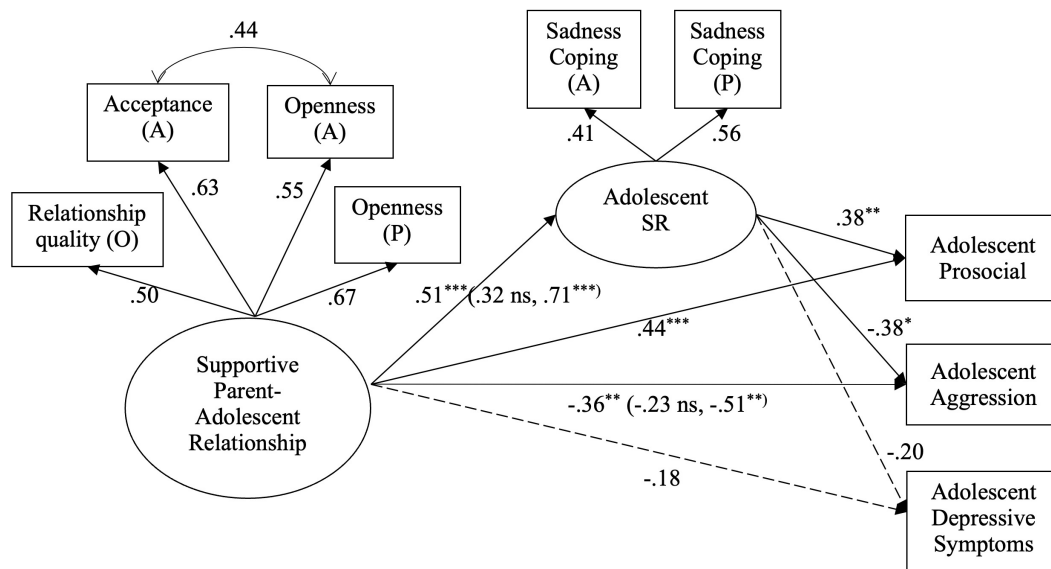 .44
Sadness
Coping
(A)
Sadness
Coping
(P)
Acceptance
(A)
Openness
(A)
.41
.56
.63
.55
Relationship
quality (O)
Openness
(P)
Adolescent
SR
.38**
Adolescent
Prosocial
.50
.67
.51***(.32 ns, .71***)
.44***
-.38*
Supportive
Parent-
Adolescent
Relationship
-.36** (-.23 ns, -.51**)
Adolescent
Aggression
-.18
-.20
Adolescent
Depressive
Symptoms